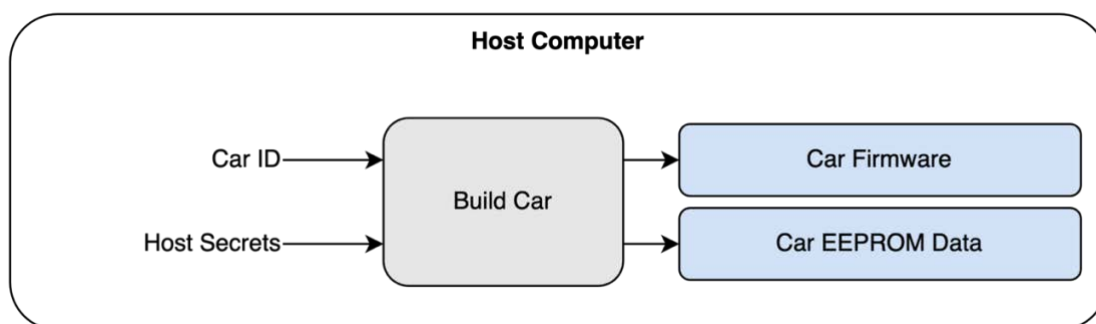 Host Computer
Car ID
Host Secrets
Build Car
Car Firmware
Car EEPROM Data